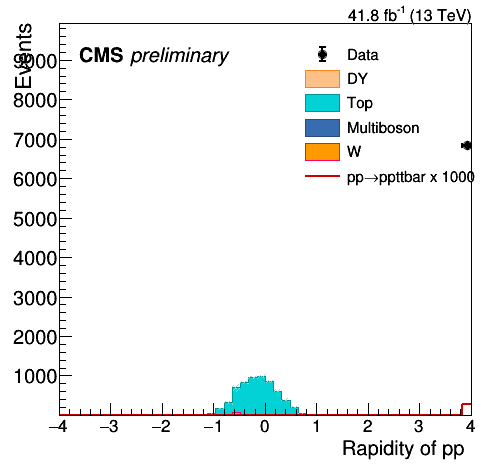 41.8 fb⁻¹ (13 TeV)
Events
CMS preliminary
Data
DY
Top
Multiboson
W
pp→ppttbar x 1000
9000
8000
7000
6000
5000
4000
3000
2000
1000
−4 −3 −2 −1 0 1 2 3 4
Rapidity of pp